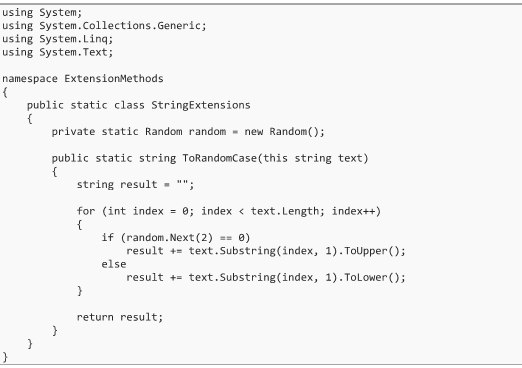 using System;
using System.Collections.Generic;
using System.Linq;
using System.Text;

namespace ExtensionMethods
{
    public static class StringExtensions
    {
        private static Random random = new Random();

        public static string ToRandomCase(this string text)
        {
            string result = "";

            for (int index = 0; index < text.Length; index++)
            {
                if (random.Next(2) == 0)
                    result += text.Substring(index, 1).ToUpper();
                else
                    result += text.Substring(index, 1).ToLower();
            }

            return result;
        }
    }
}